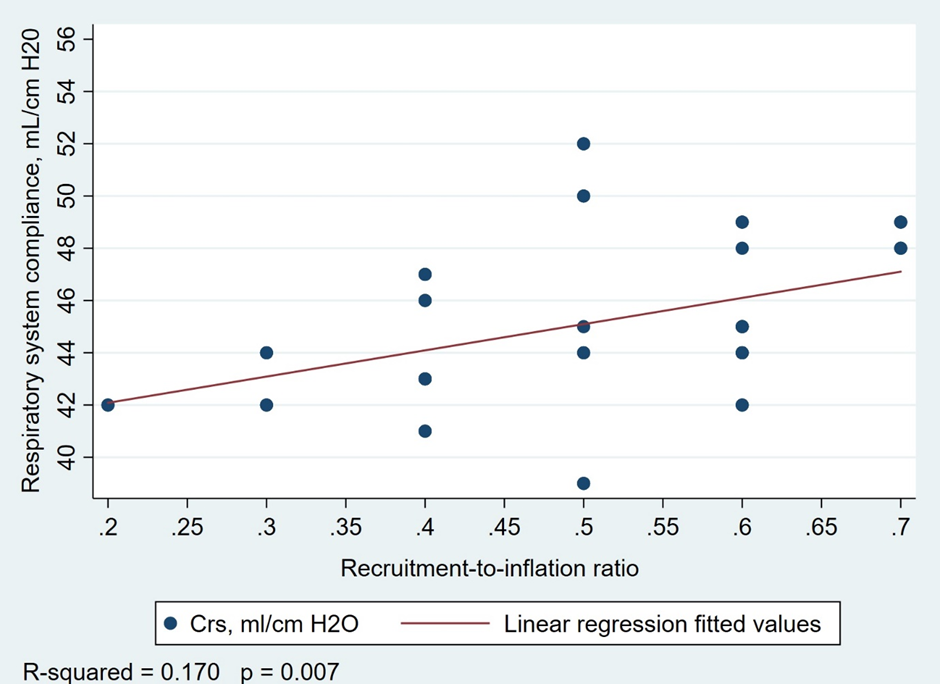 Respiratory system compliance, mL/cm H20
56
54
52
50
48
46
44
42
40
.2 .25 .3 .35 .4 .45 .5 .55 .6 .65 .7
Recruitment-to-inflation ratio
Crs, ml/cm H2O Linear regression fitted values
R-squared = 0.170 p = 0.007